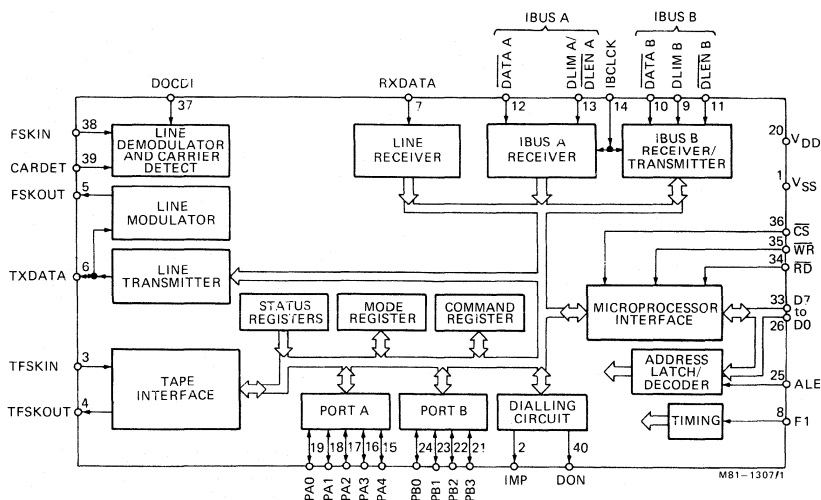 IBUS A
IBUS B
DATA A
DLIM A/
DLEN A
IBCLCK
DATA B
DLIM B
DLEN B
DOCDI
RXDATA
37
7
12
13
14
10
9
11
FSKIN
38
CARDET
39
LINE
DEMODULATOR
AND CARRIER
DETECT
LINE
RECEIVER
IBUS A
RECEIVER
IBUS B
RECEIVER/
TRANSMITTER
20
VDD
1
VSS
FSKOUT
5
LINE
MODULATOR
TXDATA
6
LINE
TRANSMITTER
36
CS
35
WR
34
RD
STATUS
REGISTERS
MODE
REGISTER
COMMAND
REGISTER
MICROPROCESSOR
INTERFACE
33
D7
to
26
D0
TFSKIN
3
TFSKOUT
4
TAPE
INTERFACE
ADDRESS
LATCH/
DECODER
25
ALE
PORT A
PORT B
DIALLING
CIRCUIT
TIMING
8
F1
19
18
17
16
15
24
23
22
21
2
40
PA0
PA1
PA2
PA3
PA4
PB0
PB1
PB2
PB3
IMP
DON
M81-1307/1